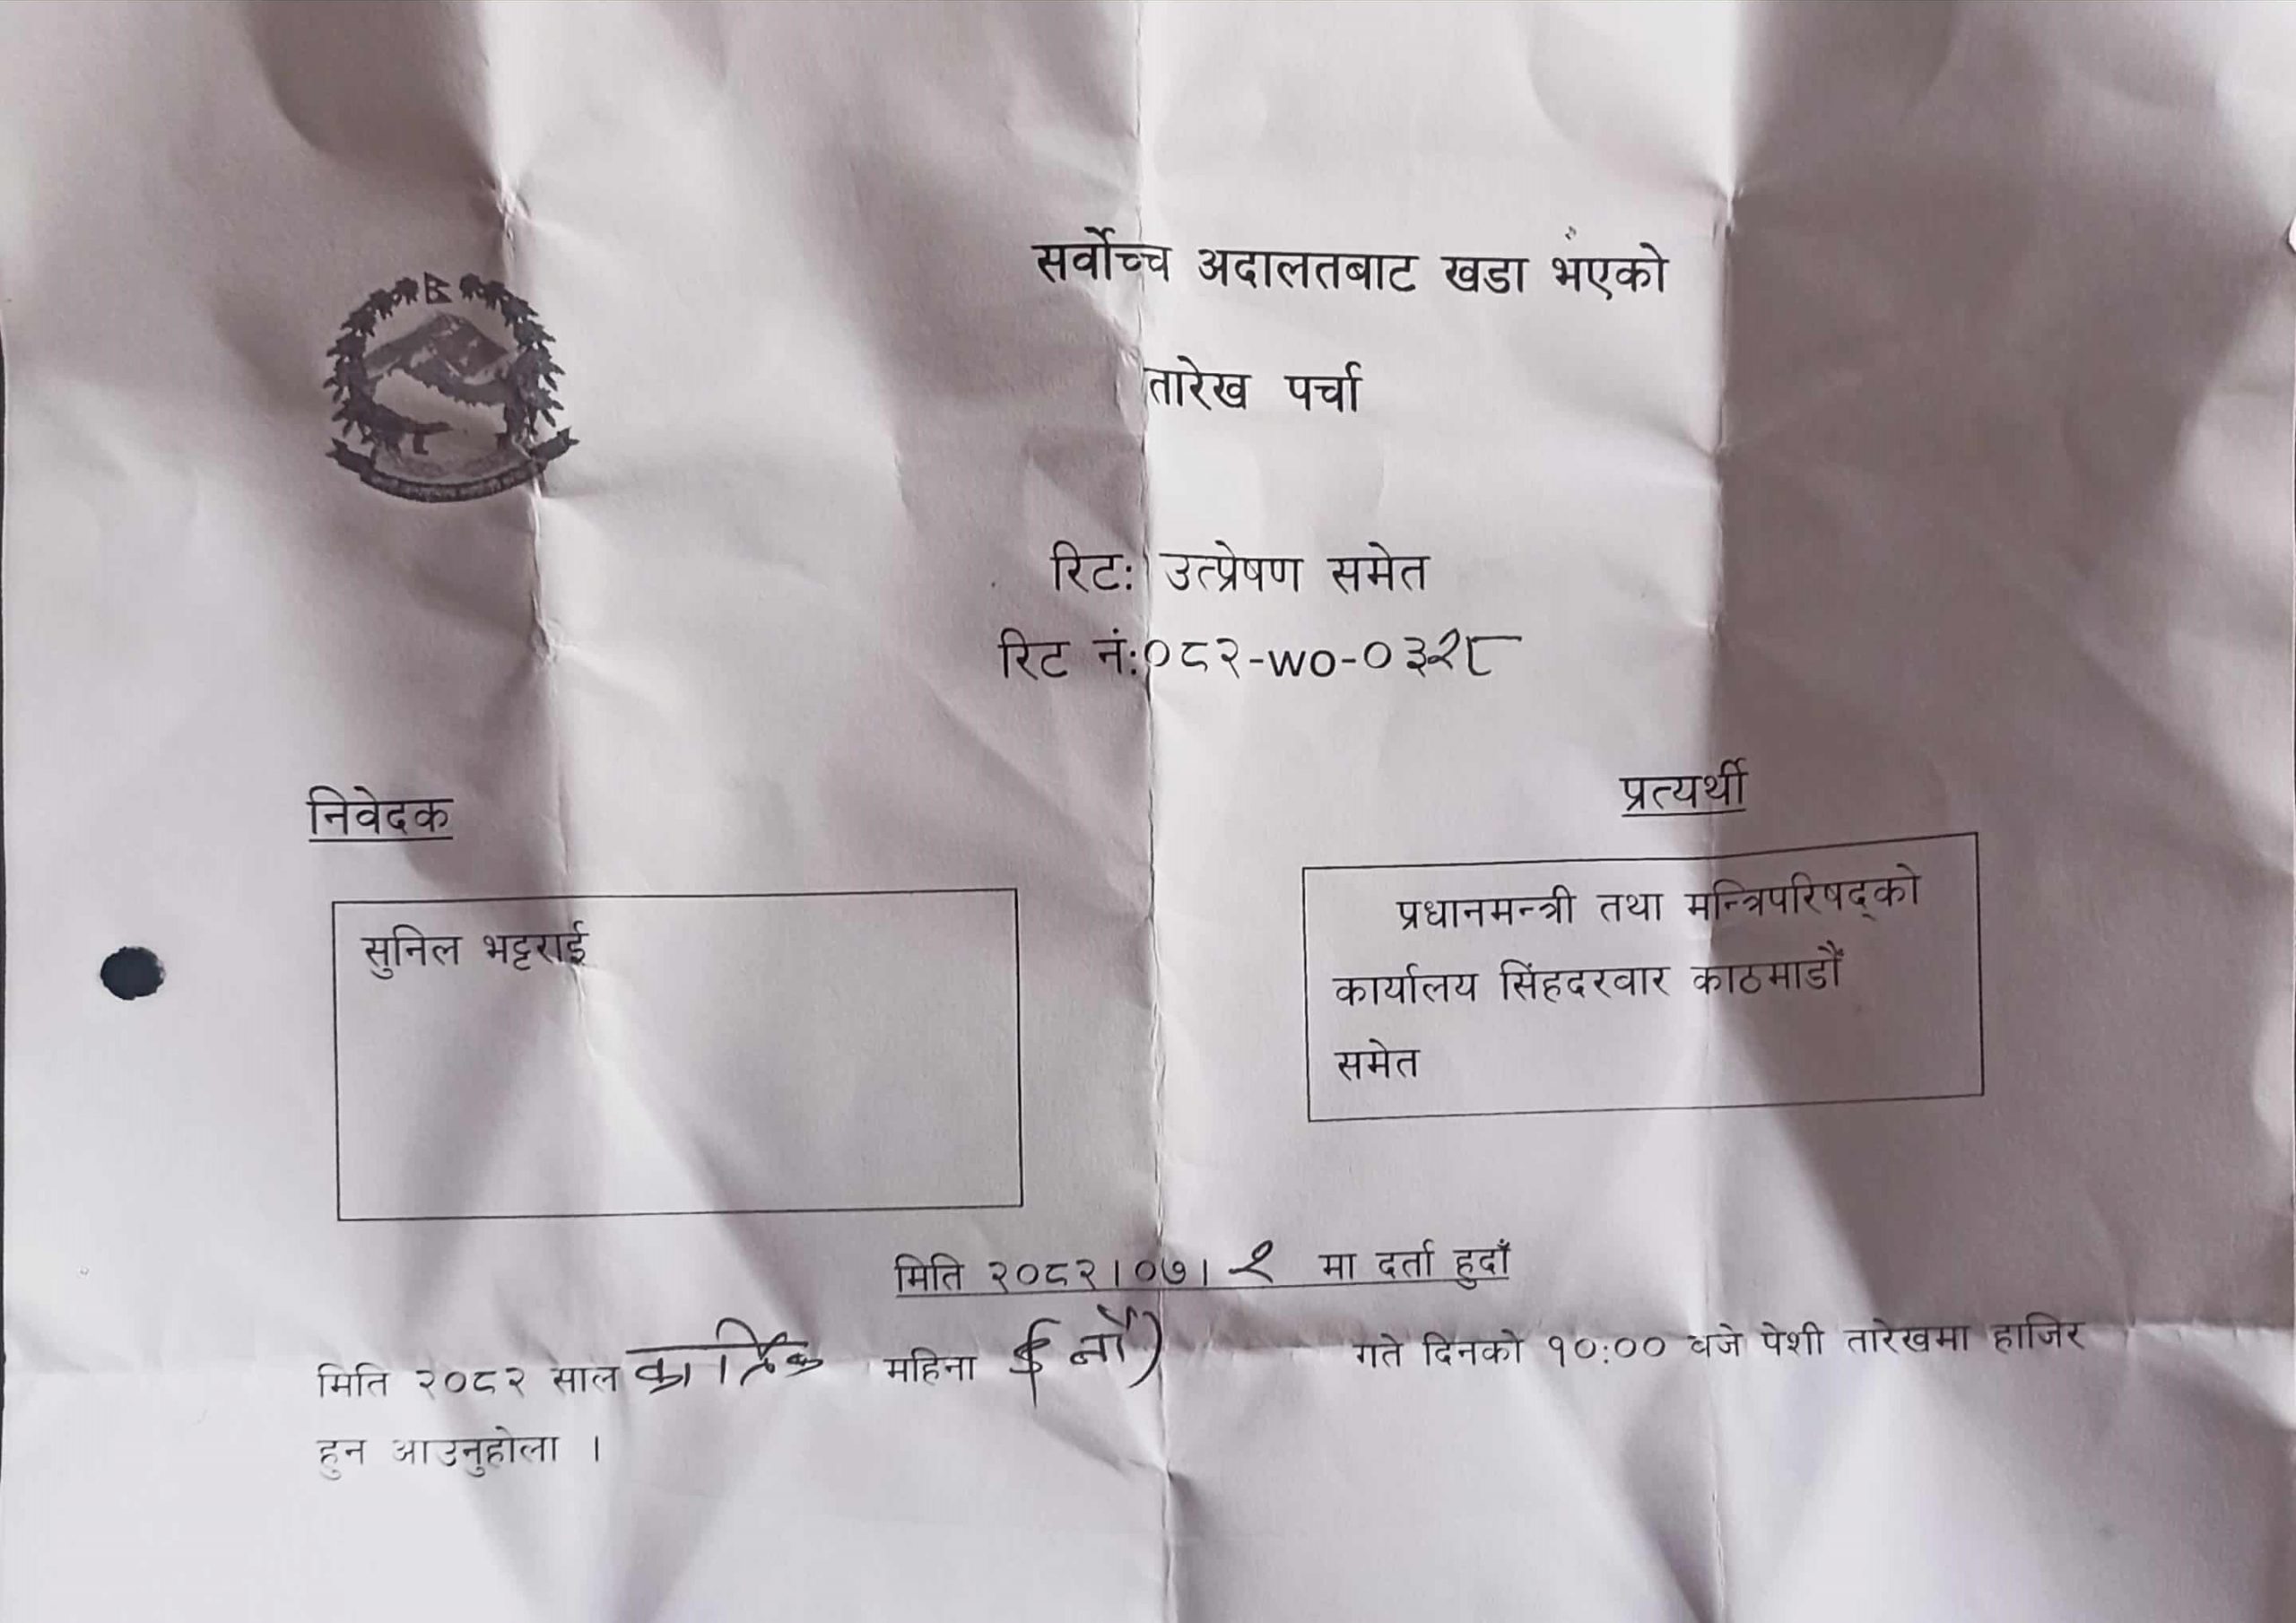 सर्वोच्च अदालतबाट खडा भएको
तारेख पर्चा
रिटः उत्प्रेषण समेत
रिट नं:०८२-WO-०३२८
निवेदक
प्रत्यर्थी
सुनिल भट्टराई
प्रधानमन्त्री तथा मन्त्रिपरिषद्को
कार्यालय सिंहदरवार काठमाडौं
समेत
मिति २०८२।०७।२ मा दर्ता हुदाँ
मिति २०८२ साल कार्तिक महिना ९ नौ) गते दिनको १०:०० वजे पेशी तारेखमा हाजिर
हुन आउनुहोला ।